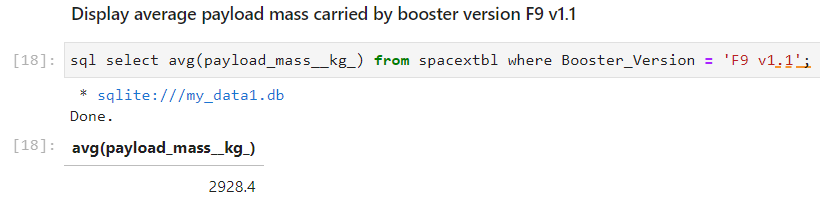 Display average payload mass carried by booster version F9 v1.1
[18]: sql select avg(payload_mass__kg_) from spacextbl where Booster_Version = 'F9 v1.1';
* sqlite:///my_data1.db
Done.
[18]: avg(payload_mass__kg_)
2928.4